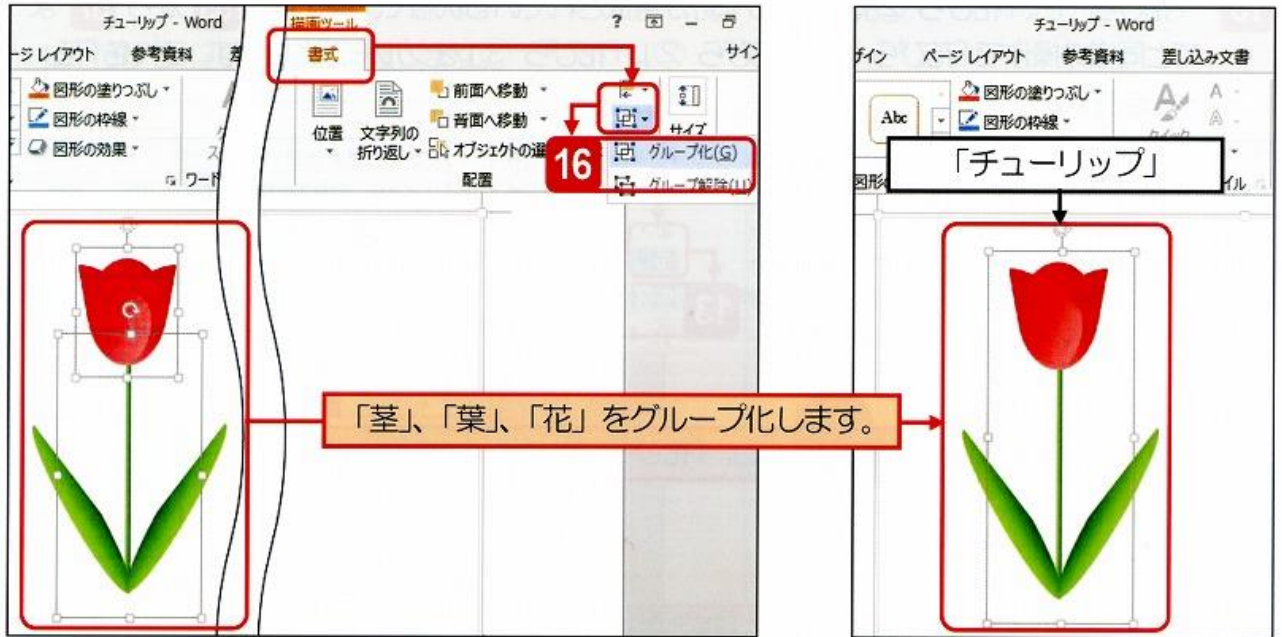 チューリップ - Word
ージ レイアウト 参考資料 差
図形の塗りつぶし
図形の枠線
図形の効果
ワード
描画ツール
書式
サイン
位置
文字列の
折り返し
前面へ移動
背面へ移動
オブジェクトの選
サイズ
16
グループ化(G)
グループ解除(U)
配置
チューリップ - Word
ザイン ページ レイアウト 参考資料 差し込み文書
Abc
図形の塗りつぶし
図形の枠線
「チューリップ」
「茎」、「葉」、「花」をグループ化します。